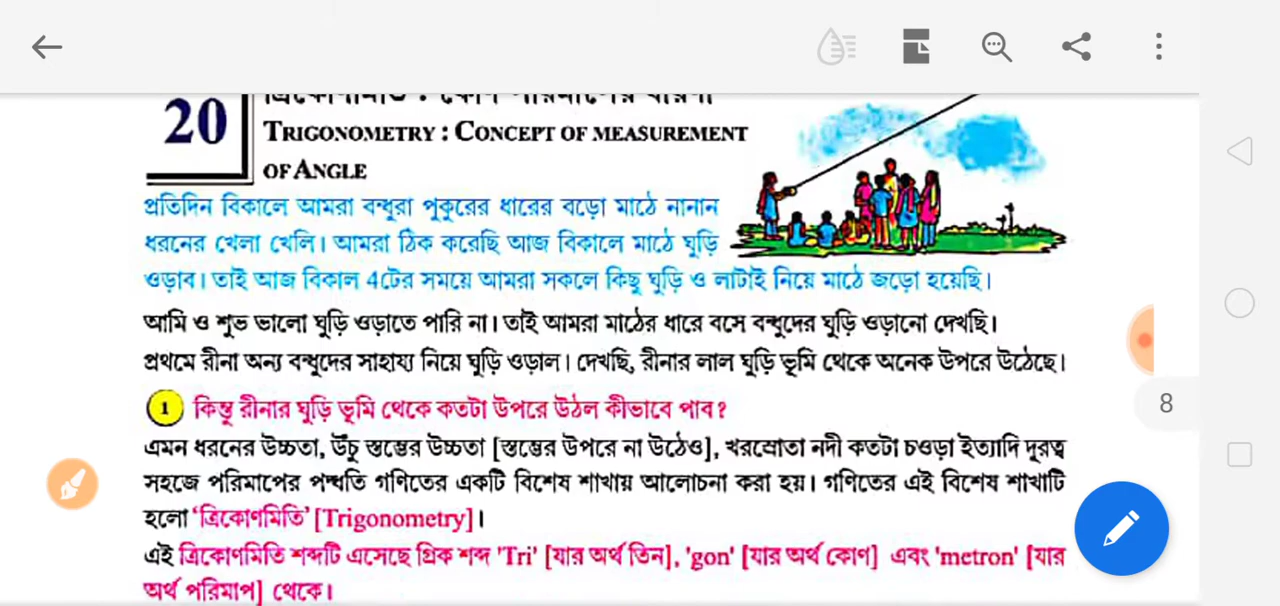 20
ত্রিকোণমিতি : কোণ পরিমাপের ধারণা
TRIGONOMETRY : CONCEPT OF MEASUREMENT
OF ANGLE
প্রতিদিন বিকালে আমরা বন্ধুরা পুকুরের ধারের বড়ো মাঠে নানান
ধরনের খেলা খেলি। আমরা ঠিক করেছি আজ বিকালে মাঠে ঘুড়ি
ওড়াব। তাই আজ বিকাল 4টের সময়ে আমরা সকলে কিছু ঘুড়ি ও লাটাই নিয়ে মাঠে জড়ো হয়েছি।
আমি ও শুভ ভালো ঘুড়ি ওড়াতে পারি না। তাই আমরা মাঠের ধারে বসে বন্ধুদের ঘুড়ি ওড়ানো দেখছি।
প্রথমে রীনা অন্য বন্ধুদের সাহায্য নিয়ে ঘুড়ি ওড়াল। দেখছি, রীনার লাল ঘুড়ি ভূমি থেকে অনেক উপরে উঠেছে।
1 কিন্তু রীনার ঘুড়ি ভূমি থেকে কতটা উপরে উঠল কীভাবে পাব?
এমন ধরনের উচ্চতা, উঁচু স্তম্ভের উচ্চতা [স্তম্ভের উপরে না উঠেও], খরস্রোতা নদী কতটা চওড়া ইত্যাদি দূরত্ব
সহজে পরিমাপের পদ্ধতি গণিতের একটি বিশেষ শাখায় আলোচনা করা হয়। গণিতের এই বিশেষ শাখাটি
হলো ‘ত্রিকোণমিতি’ [Trigonometry]।
এই ত্রিকোণমিতি শব্দটি এসেছে গ্রিক শব্দ 'Tri' [যার অর্থ তিন], 'gon' [যার অর্থ কোণ] এবং 'metron' [যার
অর্থ পরিমাপ] থেকে।
8